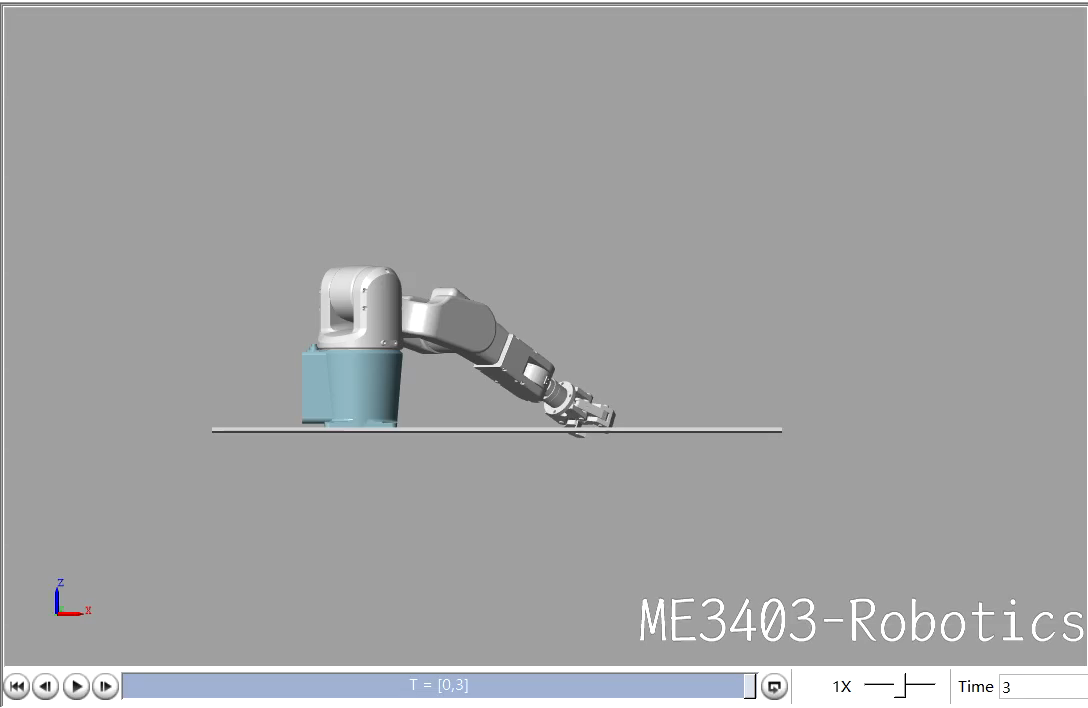 Z
X
ME3403-Robotics
T = [0,3]
1X
Time 3